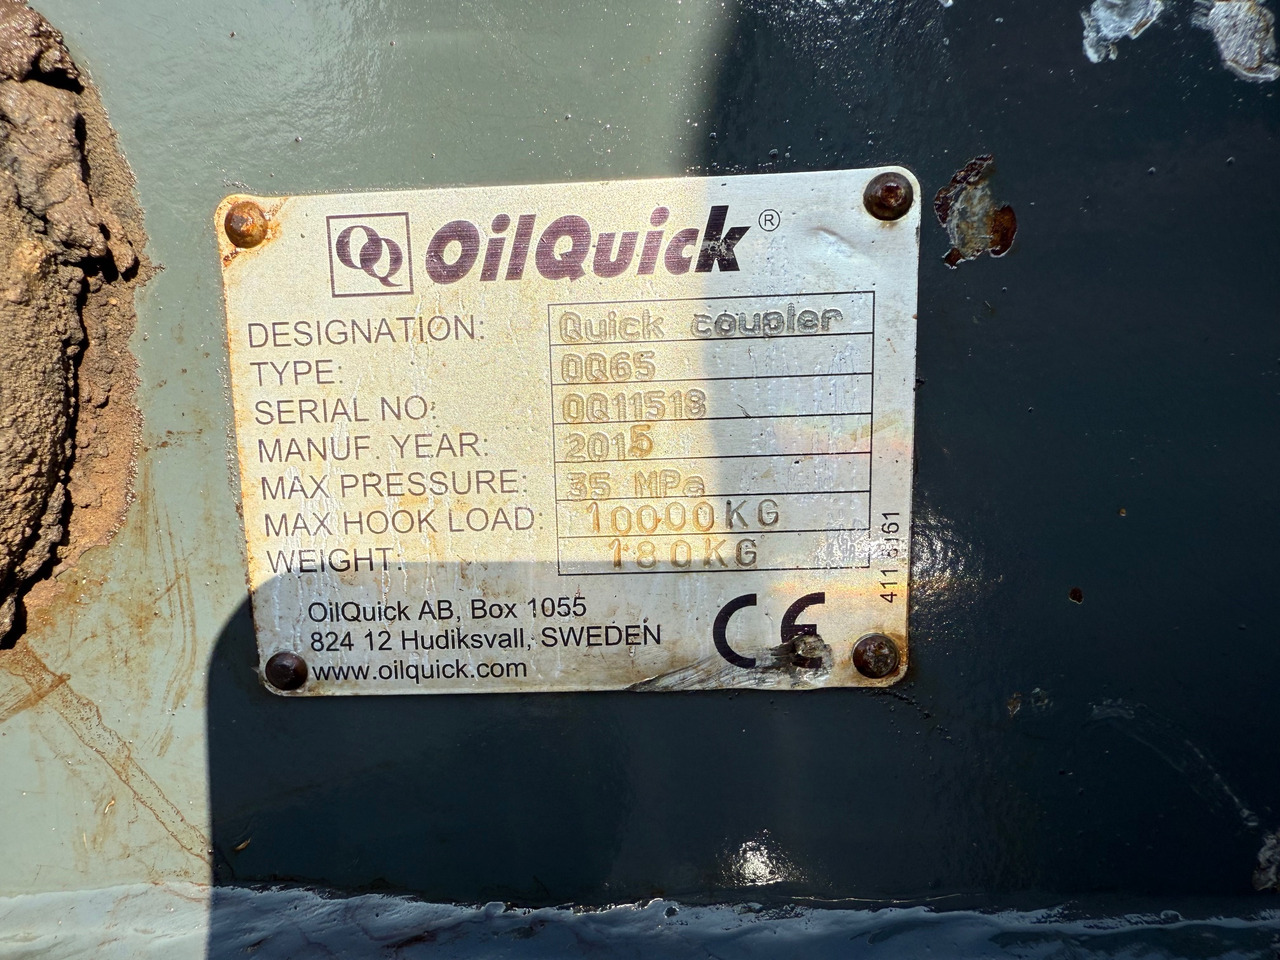 OQ OilQuick®
DESIGNATION: Quick coupler
TYPE: OQ65
SERIAL NO: OQ11518
MANUF. YEAR: 2015
MAX PRESSURE: 35 MPa
MAX HOOK LOAD: 10000KG
WEIGHT: 180KG
OilQuick AB, Box 1055
824 12 Hudiksvall, SWEDEN
www.oilquick.com
CE